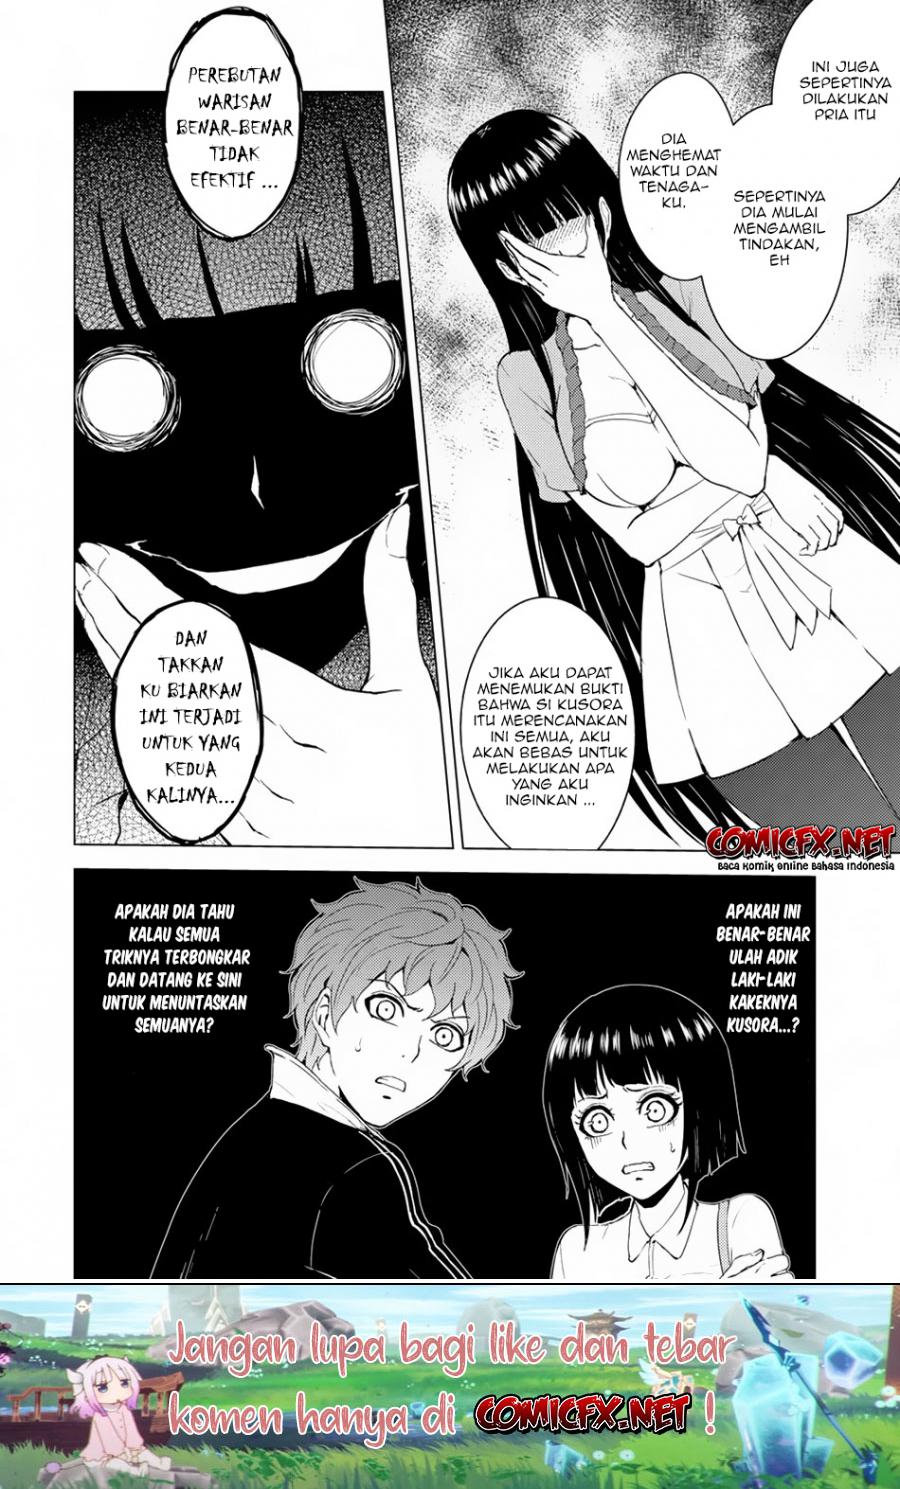 INI JUGA
SEPERTINYA
DILAKUKAN
PRIA ITU
SEPERTINYA
DIA MULAI
MENGAMBIL
TINDAKAN,
EH
DIA
MENGHEMAT
WAKTU DAN
TENAGA-
KU.
JIKA AKU DAPAT
MENEMUKAN BUKTI
BAHWA SI KUSORA
ITU MERENCANAKAN
INI SEMUA, AKU
AKAN BEBAS UNTUK
MELAKUKAN APA
YANG AKU
INGINKAN ...
PEREBUTAN
WARISAN
BENAR-BENAR
TIDAK
EFEKTIF ...
DAN
TAKKAN
KU BIARKAN
INI TERJADI
UNTUK YANG
KEDUA
KALINYA...
COMICFX.NET
BACA KOMIK ONLINE BAHASA INDONESIA
APAKAH INI
BENAR-BENAR
ULAH ADIK
LAKI-LAKI
KAKEKNYA
KUSORA...?
APAKAH DIA TAHU
KALAU SEMUA
TRIKNYA TERBONGKAR
DAN DATANG KE SINI
UNTUK MENUNTASKAN
SEMUANYA?
Jangan lupa bagi like dan tebar
komen hanya di COMICFX.NET !